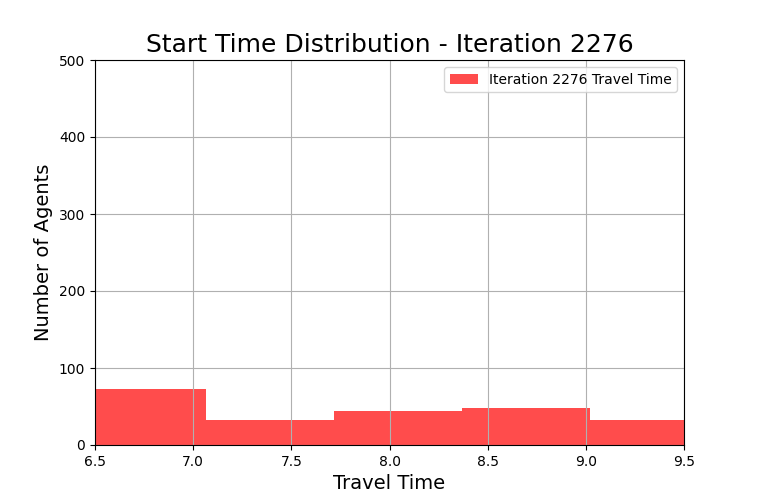 Start Time Distribution - Iteration 2276
Iteration 2276 Travel Time
Number of Agents
500
400
300
200
100
0
6.5 7.0 7.5 8.0 8.5 9.0 9.5
Travel Time